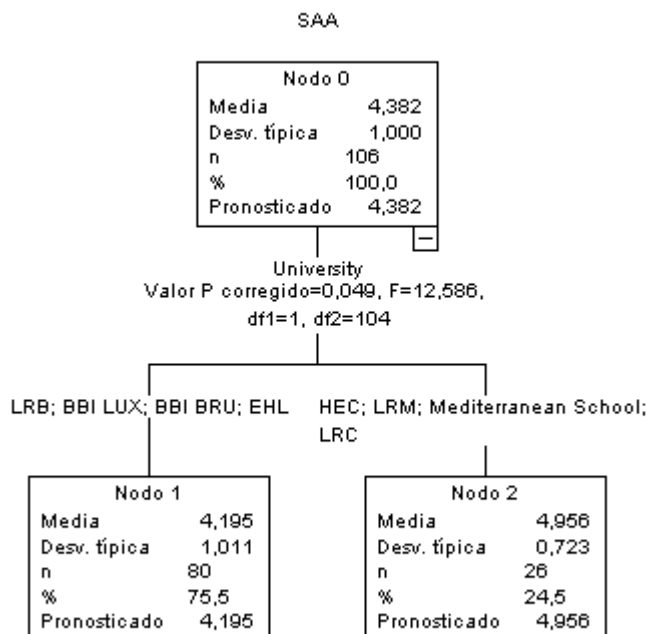 SAA
Nodo 0
Media 4,382
Desv. típica 1,000
n 106
% 100,0
Pronosticado 4,382
University
Valor P corregido=0,049, F=12,586,
df1=1, df2=104
LRB; BBI LUX; BBI BRU; EHL
HEC; LRM; Mediterranean School;
LRC
Nodo 1
Media 4,195
Desv. típica 1,011
n 80
% 75,5
Pronosticado 4,195
Nodo 2
Media 4,956
Desv. típica 0,723
n 26
% 24,5
Pronosticado 4,956